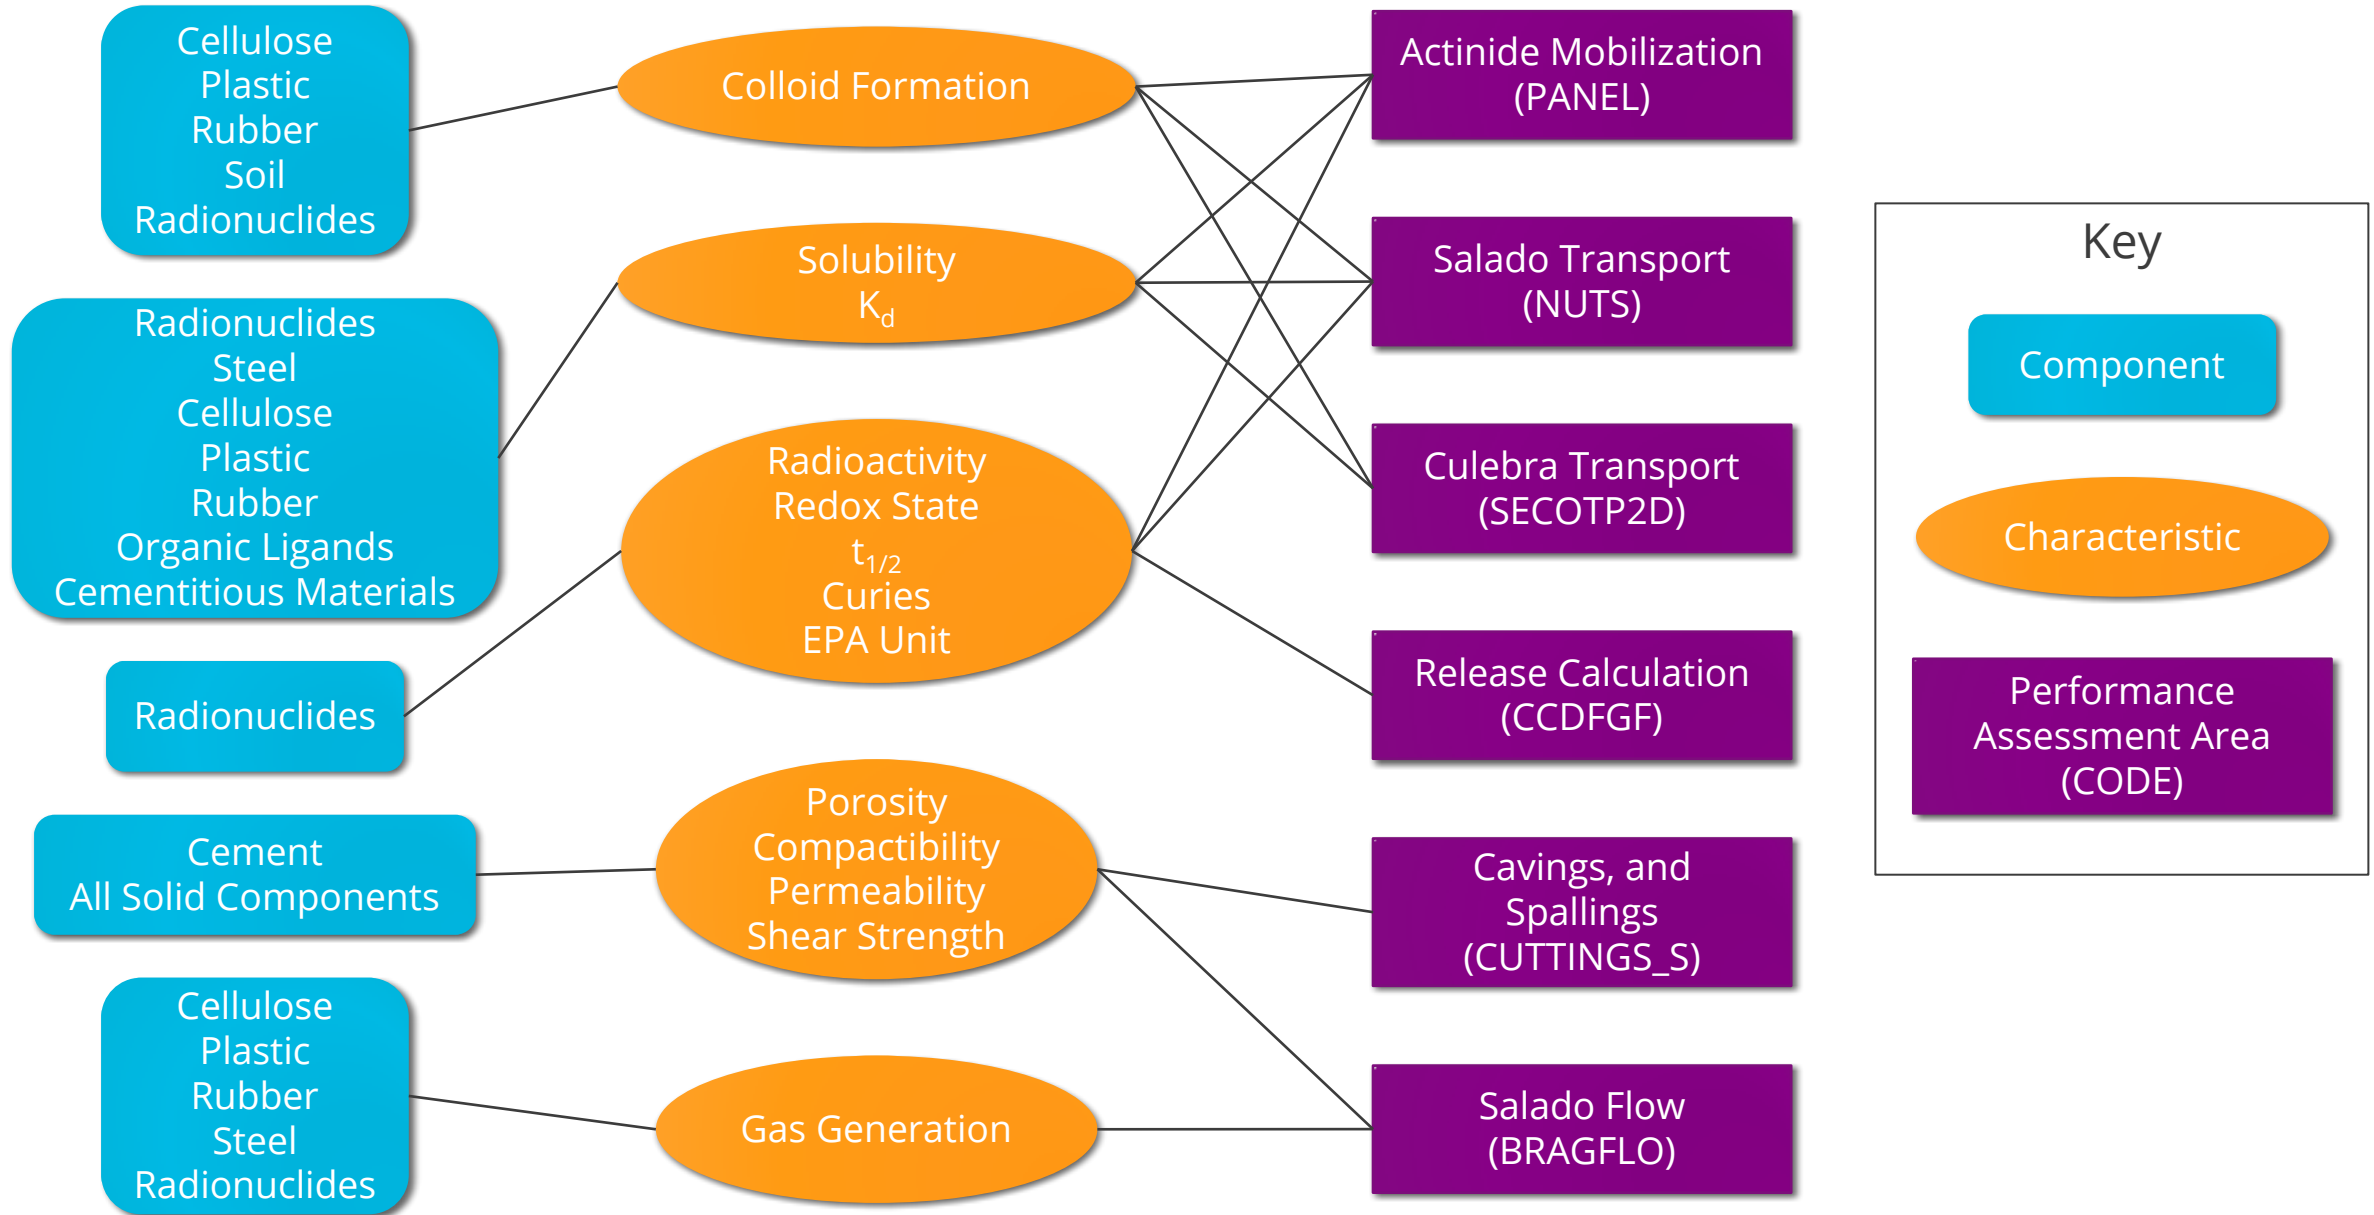 Cellulose
Plastic
Rubber
Soil
Radionuclides
Radionuclides
Steel
Cellulose
Plastic
Rubber
Organic Ligands
Cementitious Materials
Radionuclides
Cement
All Solid Components
Cellulose
Plastic
Rubber
Steel
Radionuclides
Colloid Formation
Solubility
K_d
Radioactivity
Redox State
t_1/2
Curies
EPA Unit
Porosity
Compactibility
Permeability
Shear Strength
Gas Generation
Actinide Mobilization
(PANEL)
Salado Transport
(NUTS)
Culebra Transport
(SECOTP2D)
Release Calculation
(CCDFGF)
Cavings, and
Spallings
(CUTTINGS_S)
Salado Flow
(BRAGFLO)
Key
Component
Characteristic
Performance
Assessment Area
(CODE)